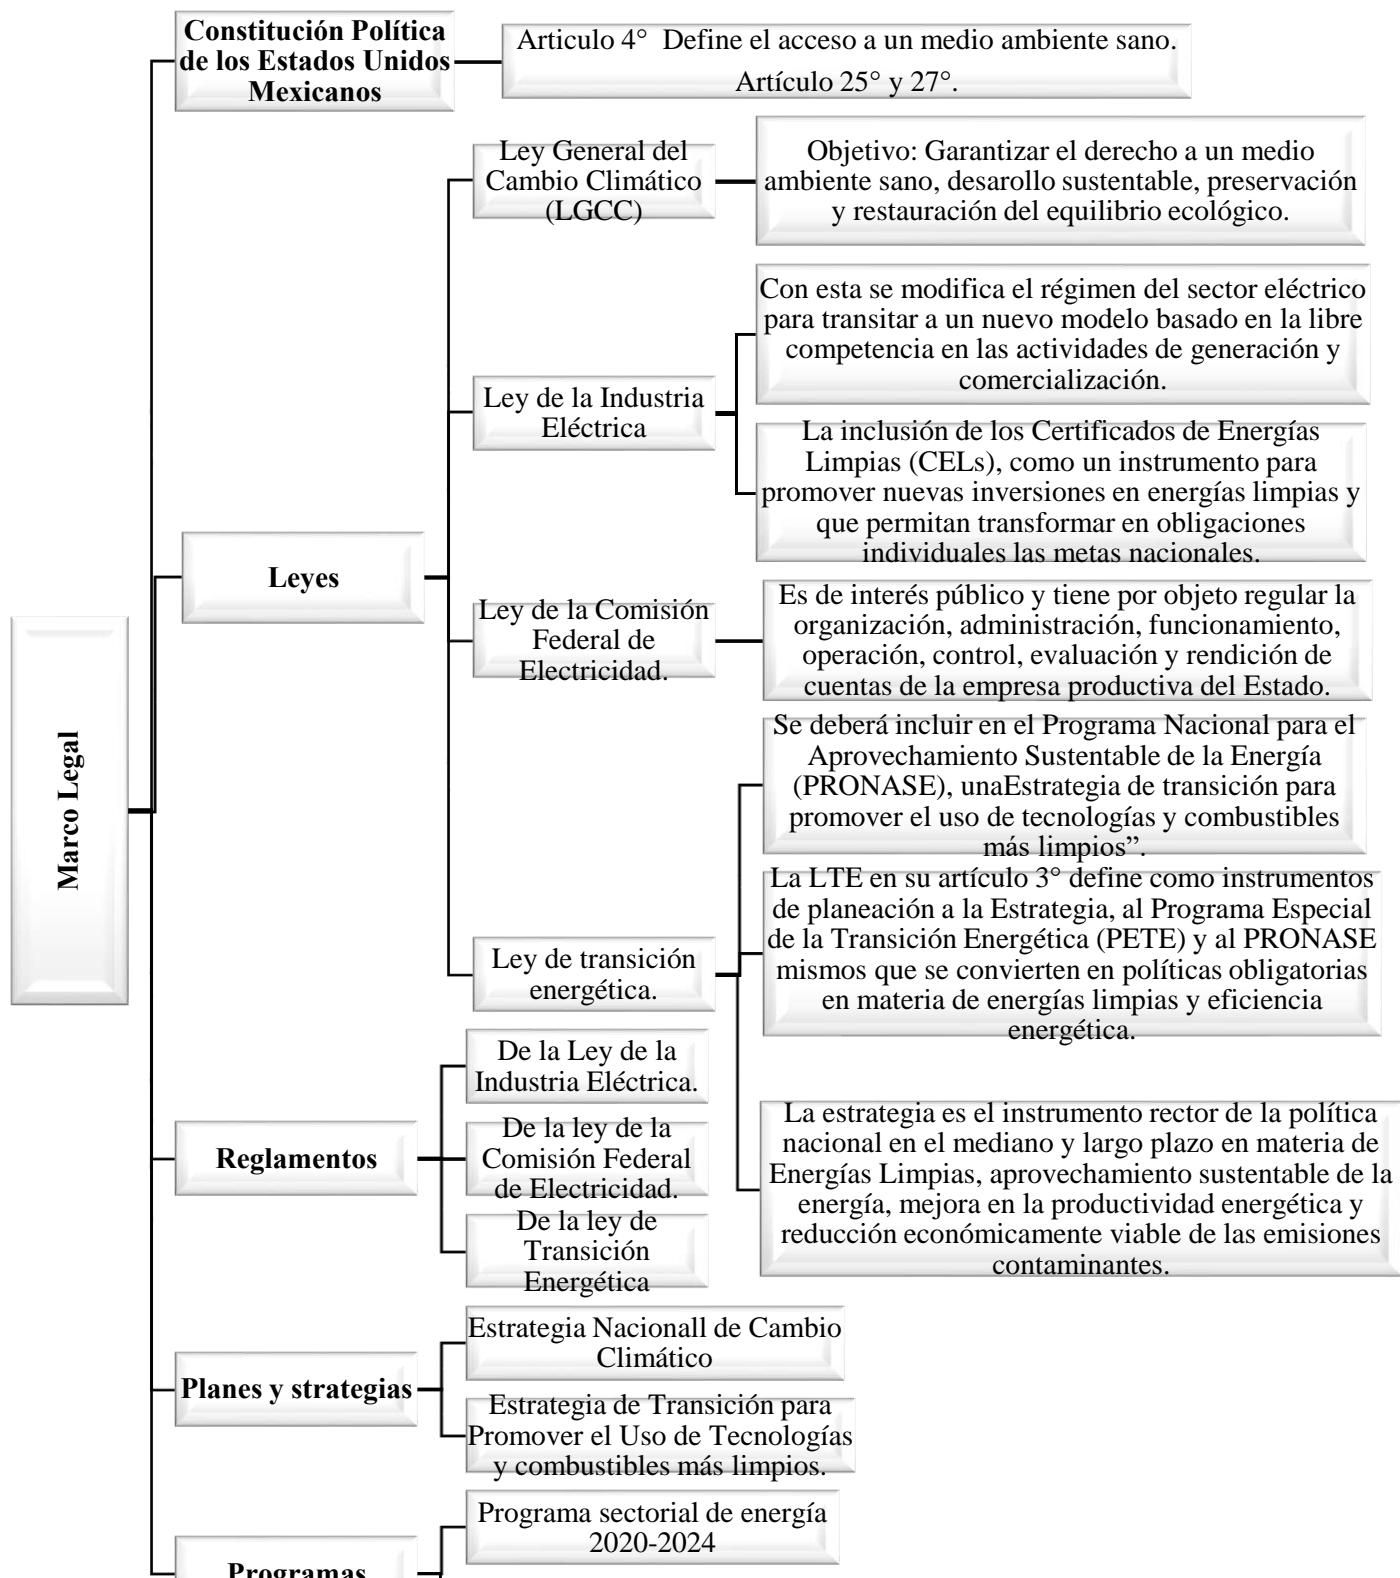 Constitución Política
de los Estados Unidos
Mexicanos
Articulo 4° Define el acceso a un medio ambiente sano.
Artículo 25° y 27°.
Ley General del
Cambio Climático
(LGCC)
Objetivo: Garantizar el derecho a un medio
ambiente sano, desarollo sustentable, preservación
y restauración del equilibrio ecológico.
Con esta se modifica el régimen del sector eléctrico
para transitar a un nuevo modelo basado en la libre
competencia en las actividades de generación y
comercialización.
Ley de la Industria
Eléctrica
La inclusión de los Certificados de Energías
Limpias (CELs), como un instrumento para
promover nuevas inversiones en energías limpias y
que permitan transformar en obligaciones
individuales las metas nacionales.
Leyes
Ley de la Comisión
Federal de
Electricidad.
Es de interés público y tiene por objeto regular la
organización, administración, funcionamiento,
operación, control, evaluación y rendición de
cuentas de la empresa productiva del Estado.
Marco Legal
Se deberá incluir en el Programa Nacional para el
Aprovechamiento Sustentable de la Energía
(PRONASE), unaEstrategia de transición para
promover el uso de tecnologías y combustibles
más limpios”.
La LTE en su artículo 3° define como instrumentos
de planeación a la Estrategia, al Programa Especial
de la Transición Energética (PETE) y al PRONASE
mismos que se convierten en políticas obligatorias
en materia de energías limpias y eficiencia
energética.
Ley de transición
energética.
La estrategia es el instrumento rector de la política
nacional en el mediano y largo plazo en materia de
Energías Limpias, aprovechamiento sustentable de la
energía, mejora en la productividad energética y
reducción económicamente viable de las emisiones
contaminantes.
Reglamentos
De la Ley de la
Industria Eléctrica.
De la ley de la
Comisión Federal
de Electricidad.
De la ley de
Transición
Energética
Planes y strategias
Estrategia Nacionall de Cambio
Climático
Estrategia de Transición para
Promover el Uso de Tecnologías
y combustibles más limpios.
Programas
Programa sectorial de energía
2020-2024